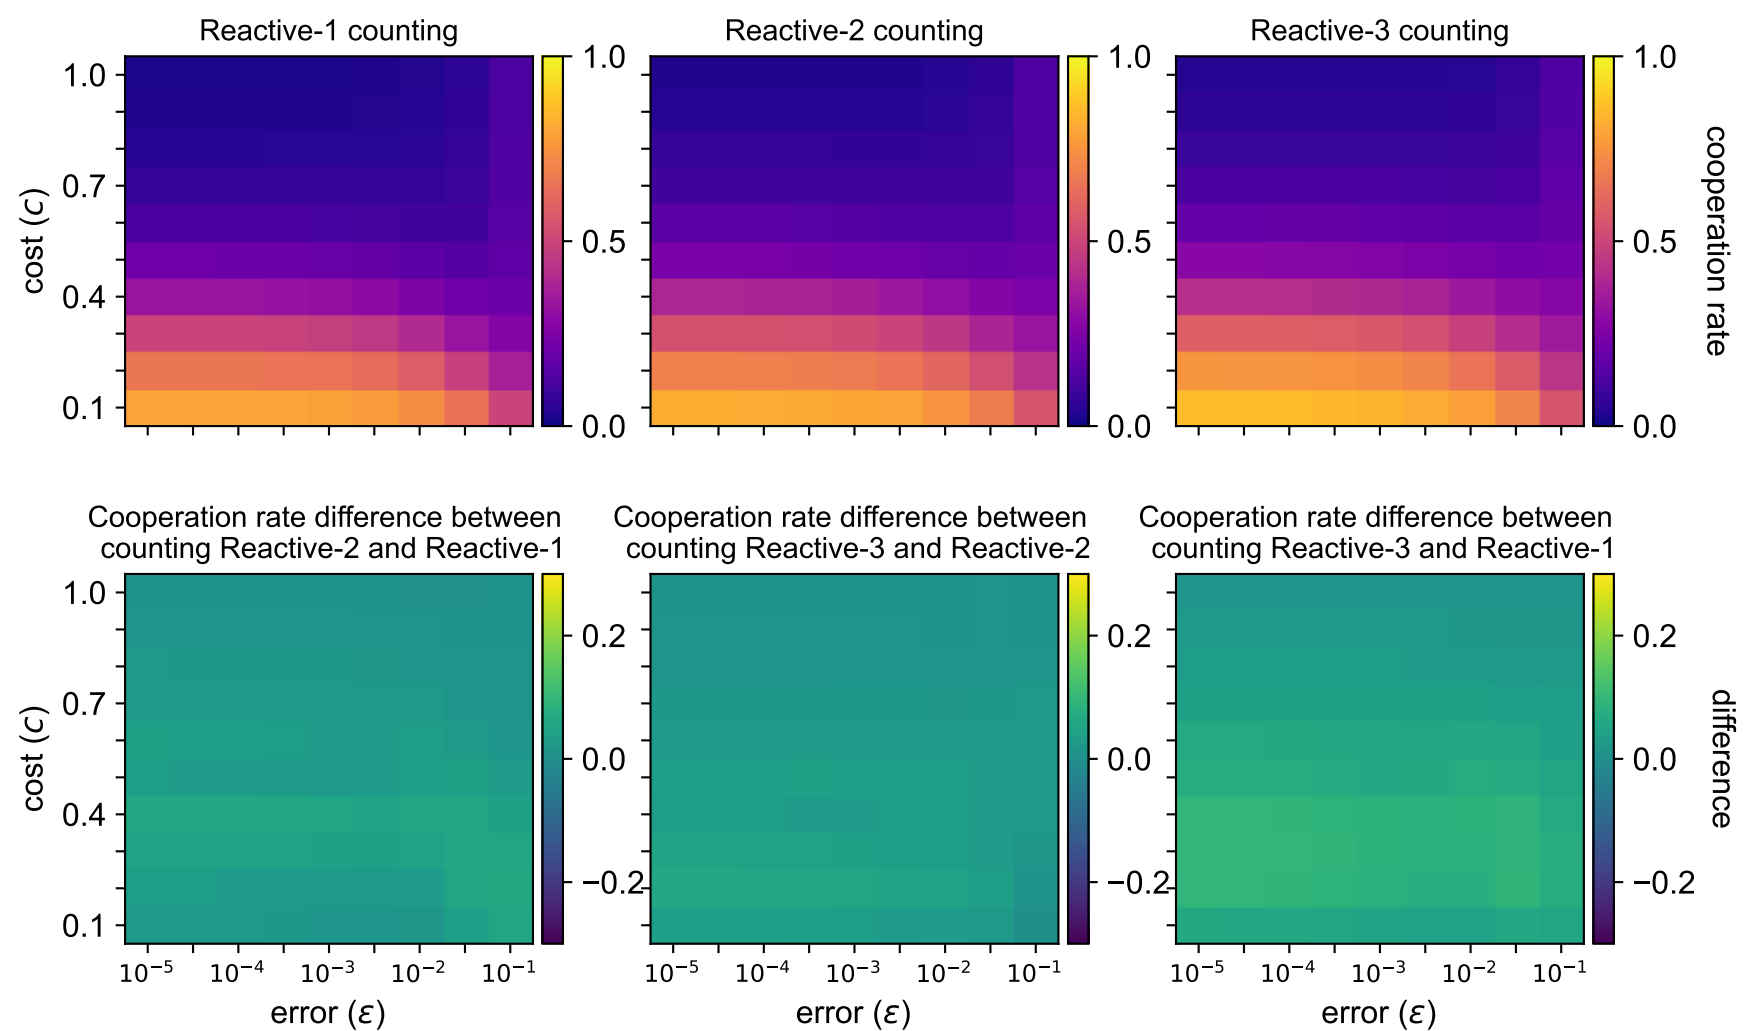 Reactive-1 counting
Reactive-2 counting
Reactive-3 counting
1.0
0.7
0.4
0.1
cost (c)
1.0
0.5
0.0
1.0
0.5
0.0
1.0
0.5
0.0
cooperation rate
Cooperation rate difference between
counting Reactive-2 and Reactive-1
Cooperation rate difference between
counting Reactive-3 and Reactive-2
Cooperation rate difference between
counting Reactive-3 and Reactive-1
1.0
0.7
0.4
0.1
cost (c)
0.2
0.0
−0.2
0.2
0.0
−0.2
0.2
0.0
−0.2
difference
10⁻⁵ 10⁻⁴ 10⁻³ 10⁻² 10⁻¹
10⁻⁵ 10⁻⁴ 10⁻³ 10⁻² 10⁻¹
10⁻⁵ 10⁻⁴ 10⁻³ 10⁻² 10⁻¹
error (ε)
error (ε)
error (ε)